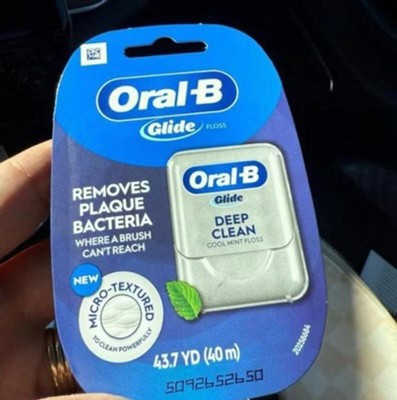 Oral-B
Glide FLOSS
REMOVES
PLAQUE
BACTERIA
WHERE A BRUSH
CAN'T REACH
Oral-B
Glide
DEEP
CLEAN
COOL MINT FLOSS
NEW
MICRO-TEXTURED
TO CLEAN POWERFULLY
43.7 YD (40 m)
5092652650